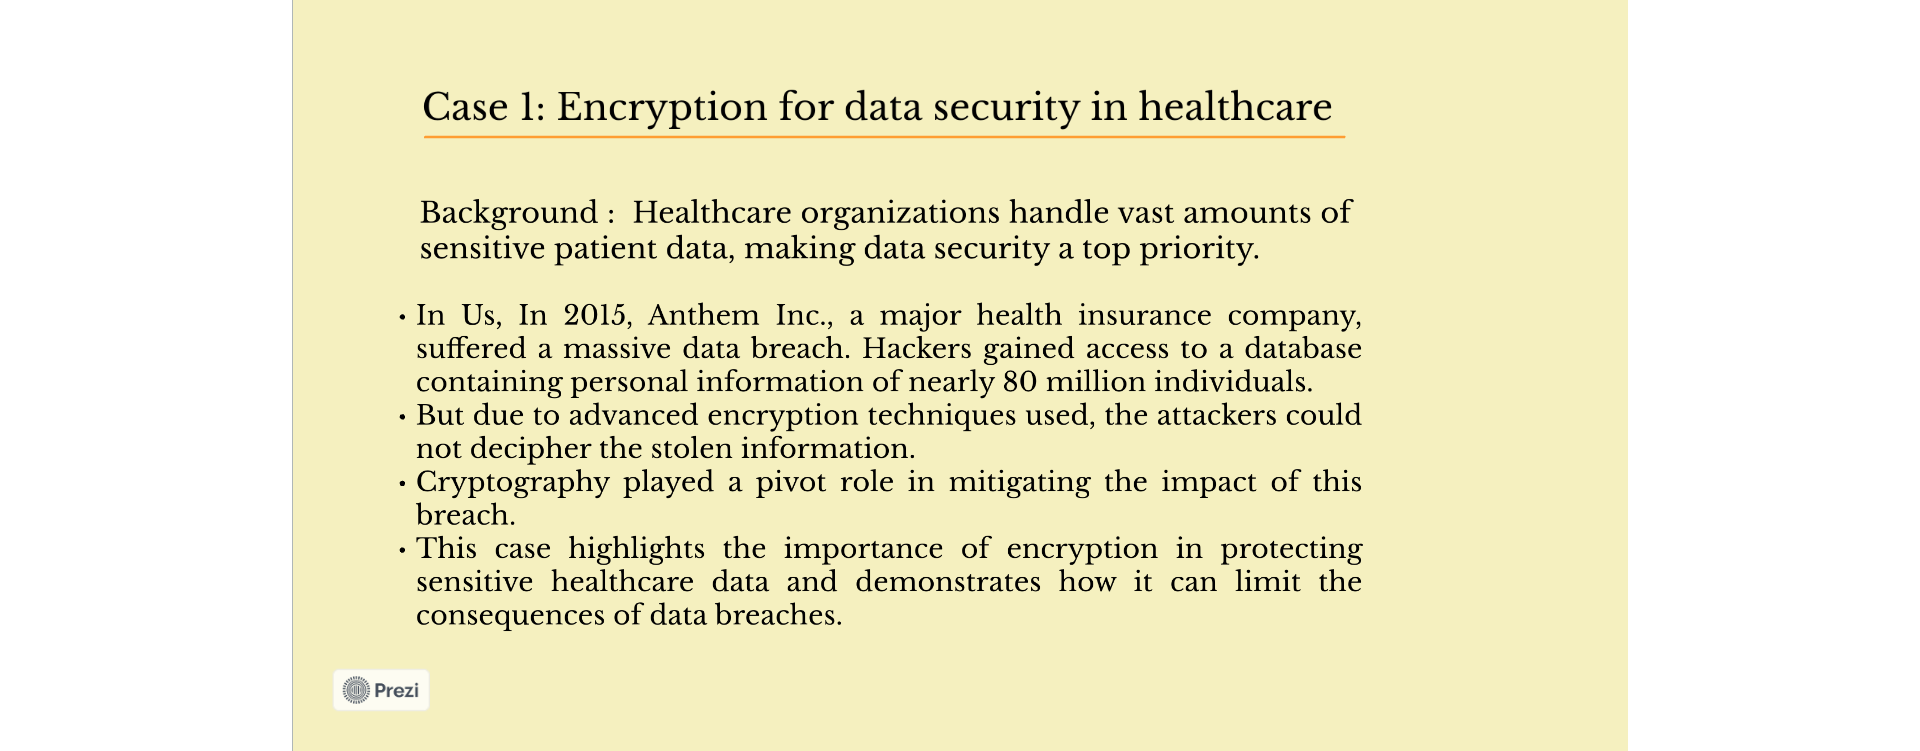 Case 1: Encryption for data security in healthcare
Background :  Healthcare organizations handle vast amounts of
sensitive patient data, making data security a top priority.
• In Us, In 2015, Anthem Inc., a major health insurance company,
suffered a massive data breach. Hackers gained access to a database
containing personal information of nearly 80 million individuals.
• But due to advanced encryption techniques used, the attackers could
not decipher the stolen information.
• Cryptography played a pivot role in mitigating the impact of this
breach.
• This case highlights the importance of encryption in protecting
sensitive healthcare data and demonstrates how it can limit the
consequences of data breaches.
Prezi